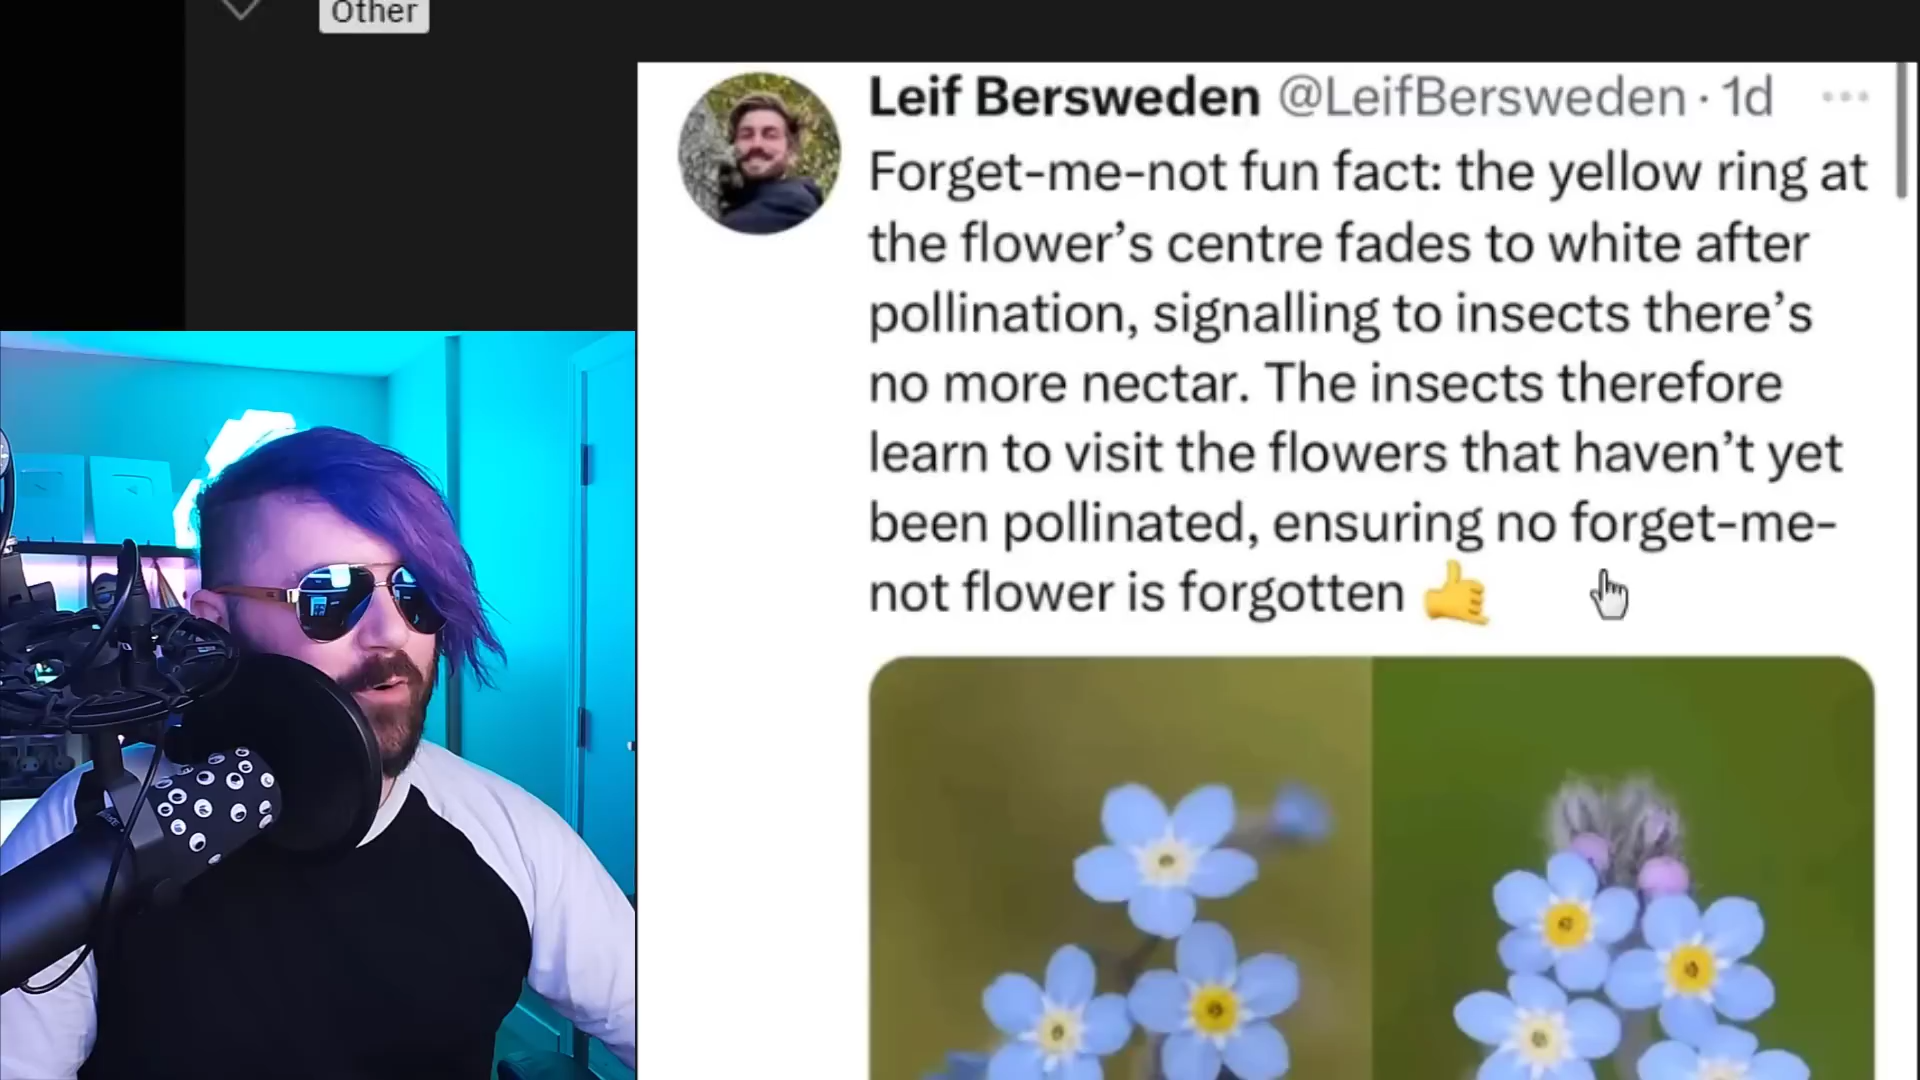 Other
Leif Bersweden @LeifBersweden · 1d
Forget-me-not fun fact: the yellow ring at
the flower’s centre fades to white after
pollination, signalling to insects there’s
no more nectar. The insects therefore
learn to visit the flowers that haven’t yet
been pollinated, ensuring no forget-me-
not flower is forgotten 🤙